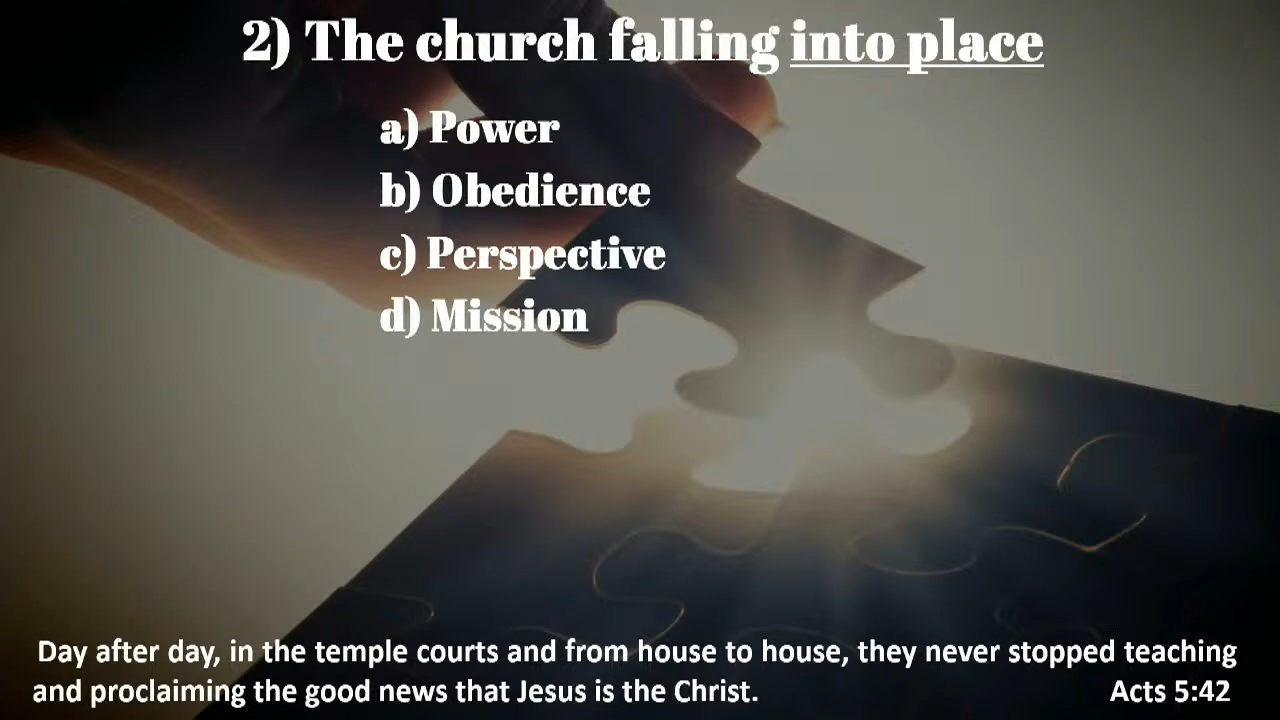 2) The church falling into place
a) Power
b) Obedience
c) Perspective
d) Mission
Day after day, in the temple courts and from house to house, they never stopped teaching
and proclaiming the good news that Jesus is the Christ. Acts 5:42